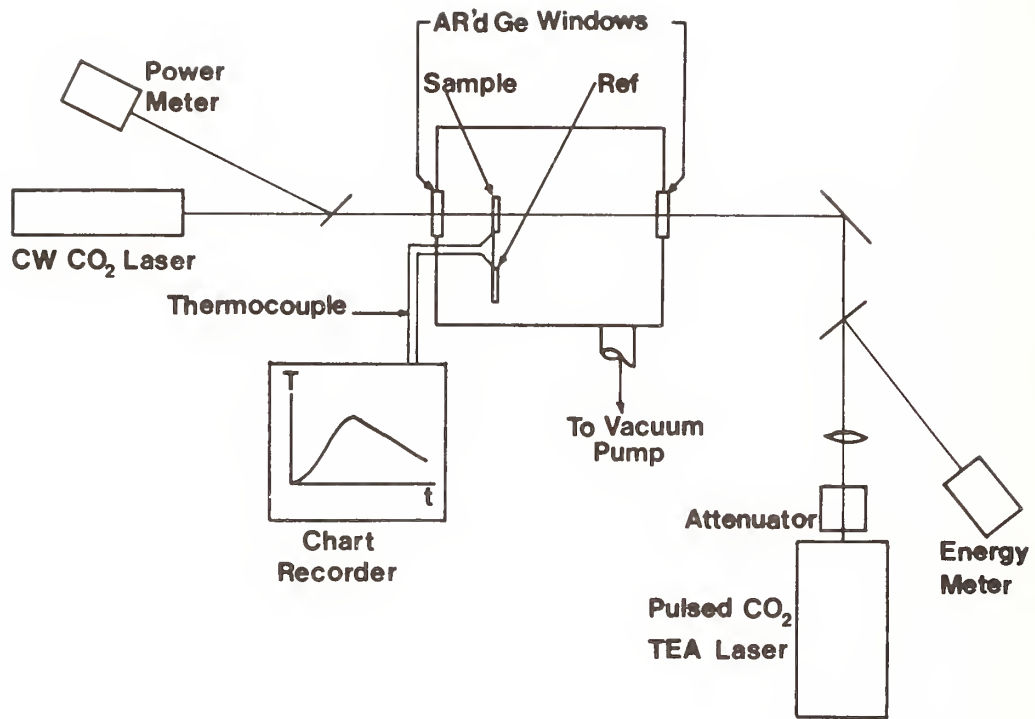 AR'd Ge Windows
Power
Meter
Sample
Ref
CW CO₂ Laser
Thermocouple
T
t
Chart
Recorder
To Vacuum
Pump
Attenuator
Energy
Meter
Pulsed CO₂
TEA Laser